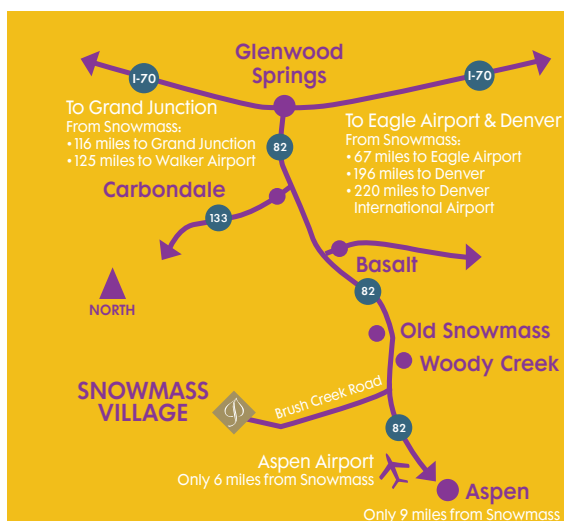 Glenwood
Springs
I-70
I-70
To Grand Junction
From Snowmass:
•116 miles to Grand Junction
•125 miles to Walker Airport
82
To Eagle Airport & Denver
From Snowmass:
•67 miles to Eagle Airport
•196 miles to Denver
•220 miles to Denver
International Airport
Carbondale
133
Basalt
NORTH
82
Old Snowmass
Woody Creek
SNOWMASS
VILLAGE
Brush Creek Road
82
Aspen Airport
Only 6 miles from Snowmass
Aspen
Only 9 miles from Snowmass